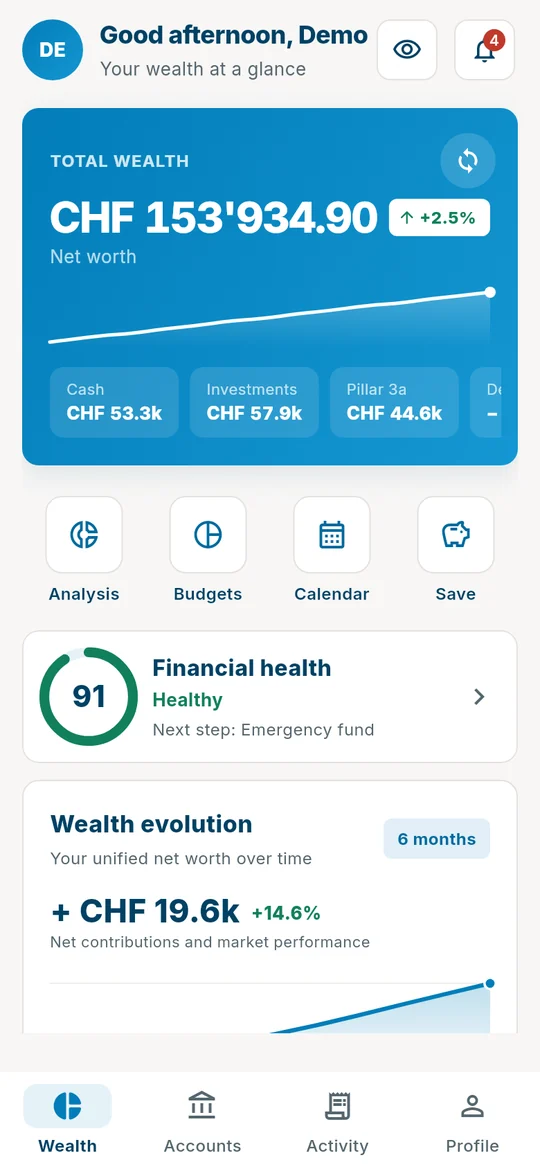 DE
Good afternoon, Demo
Your wealth at a glance
4
TOTAL WEALTH
CHF 153'934.90
+2.5%
Net worth
Cash
CHF 53.3k
Investments
CHF 57.9k
Pillar 3a
CHF 44.6k
De
–
Analysis
Budgets
Calendar
Save
91
Financial health
Healthy
Next step: Emergency fund
Wealth evolution
Your unified net worth over time
6 months
+ CHF 19.6k +14.6%
Net contributions and market performance
Wealth
Accounts
Activity
Profile